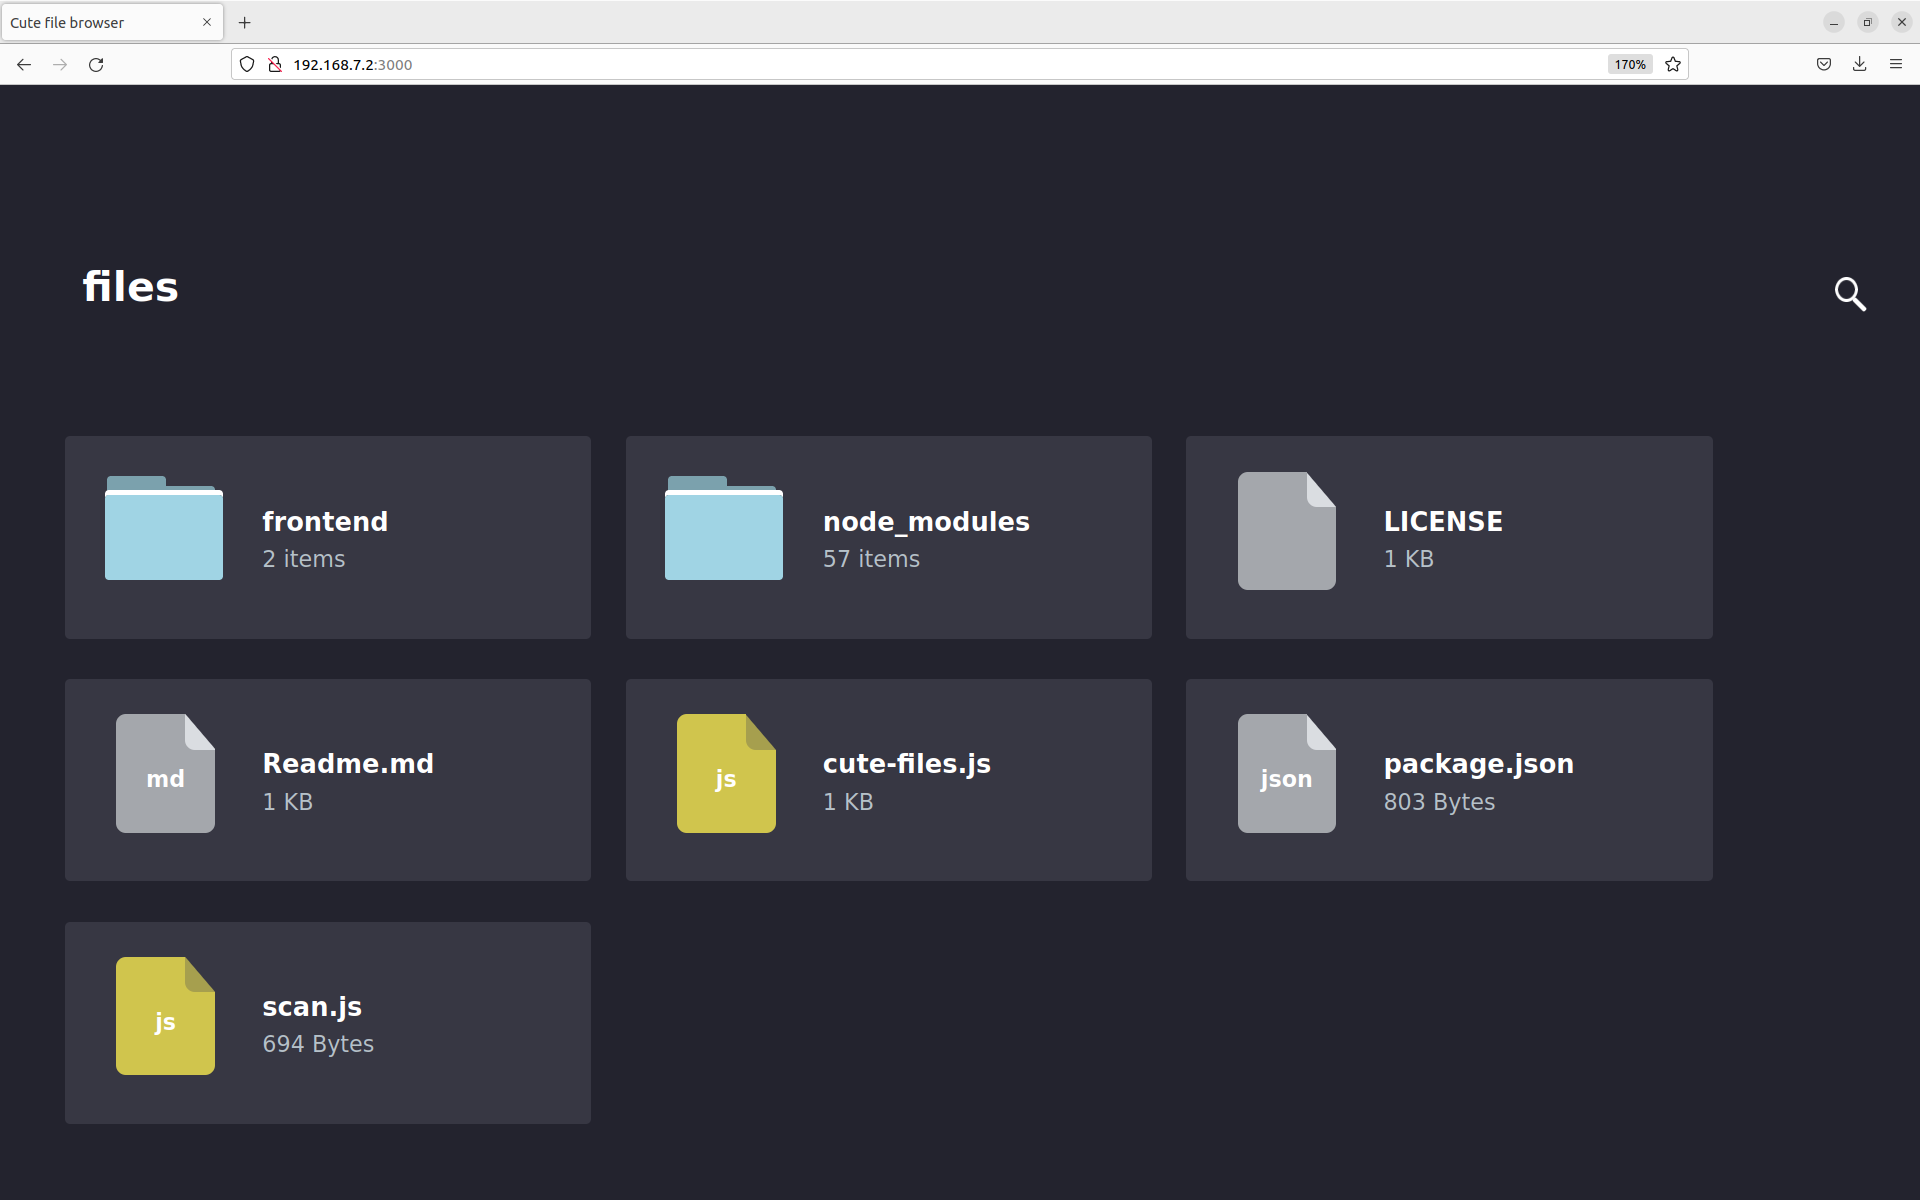 Cute file browser
192.168.7.2:3000
170%
files
frontend
2 items
node_modules
57 items
LICENSE
1 KB
md
Readme.md
1 KB
js
cute-files.js
1 KB
json
package.json
803 Bytes
js
scan.js
694 Bytes